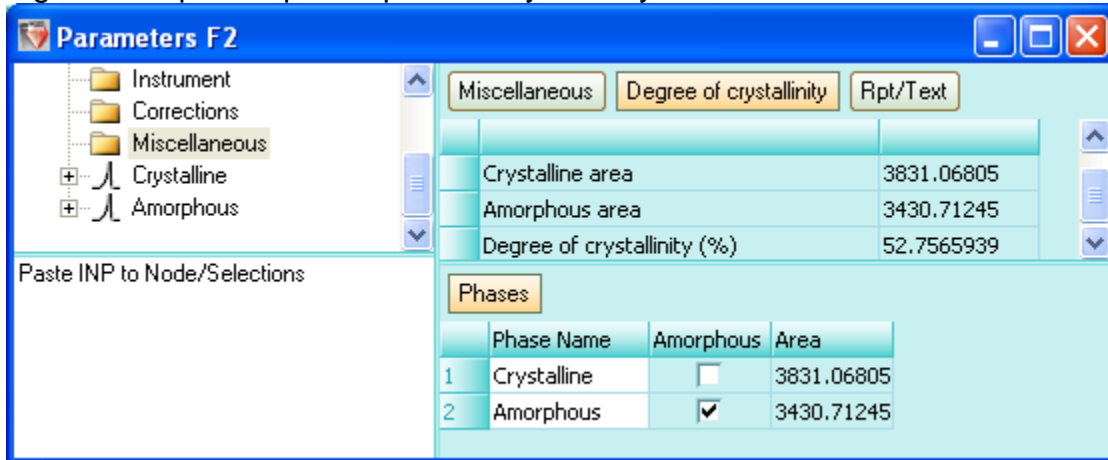 Parameters F2
Instrument
Corrections
Miscellaneous
Crystalline
Amorphous
Paste INP to Node/Selections
Miscellaneous Degree of crystallinity Rpt/Text
Crystalline area 3831.06805
Amorphous area 3430.71245
Degree of crystallinity (%) 52.7565939
Phases
Phase Name Amorphous Area
1 Crystalline 3831.06805
2 Amorphous 3430.71245